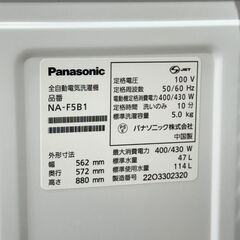 Panasonic
全自動電気洗濯機
品番
NA-F5B1
外形寸法
幅 562 mm
奥行 572 mm
高さ 880 mm
JET
定格電圧 100 V
定格周波数 50/60 Hz
電動機定格消費電力 400/430 W
定格時間 洗いのみ 10 分
標準洗濯容量 5.0 kg
パナソニック株式会社
中国製
最大消費電力 400/430 W
標準水量 47 L
標準使用水量 114 L
製造番号 2203302320